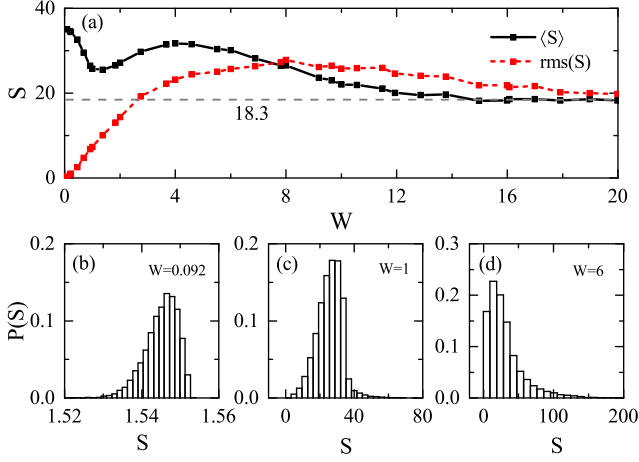 40
(a)
⟨S⟩
rms(S)
20
18.3
0
S
0 4 8 12 16 20
W
0.2
(b)
W=0.092
0.1
0.0
P(S)
1.52 1.54 1.56
S
0.2
(c)
W=1
0.1
0.0
0 40 80
S
0.3
(d)
W=6
0.2
0.1
0.0
0 100 200
S